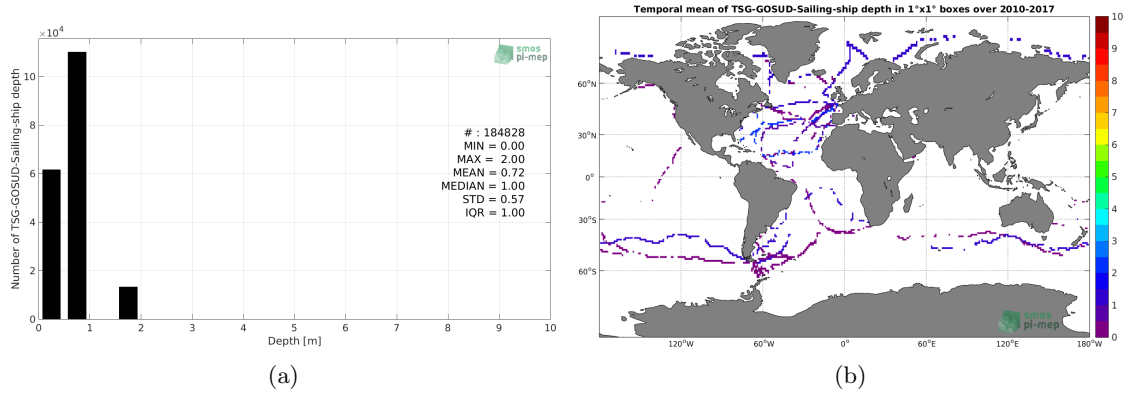 ×10⁴
smos
pi-mep
Number of TSG-GOSUD-Sailing-ship depth
10
8
6
4
2
0
# : 184828
MIN = 0.00
MAX = 2.00
MEAN = 0.72
MEDIAN = 1.00
STD = 0.57
IQR = 1.00
0 1 2 3 4 5 6 7 8 9 10
Depth [m]
(a)
Temporal mean of TSG-GOSUD-Sailing-ship depth in 1°x1° boxes over 2010-2017
60°N
30°N
15°N
0°
15°S
30°S
60°S
120°W 60°W 0° 60°E 120°E 180°W
smos
pi-mep
10
9
8
7
6
5
4
3
2
1
0
(b)